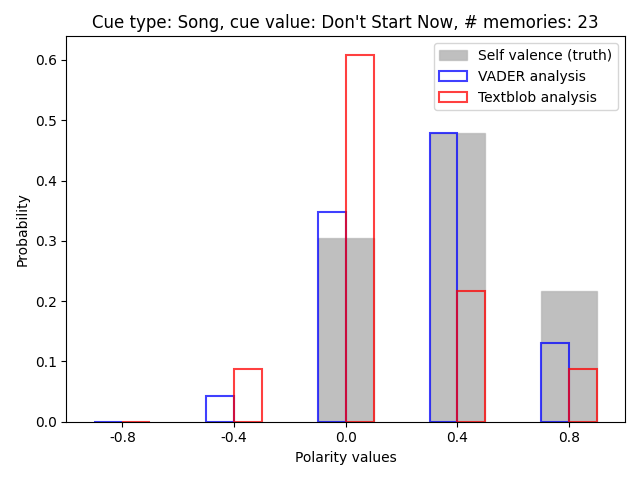 Cue type: Song, cue value: Don't Start Now, # memories: 23
Self valence (truth)
VADER analysis
Textblob analysis
Probability
0.6
0.5
0.4
0.3
0.2
0.1
0.0
-0.8 -0.4 0.0 0.4 0.8
Polarity values